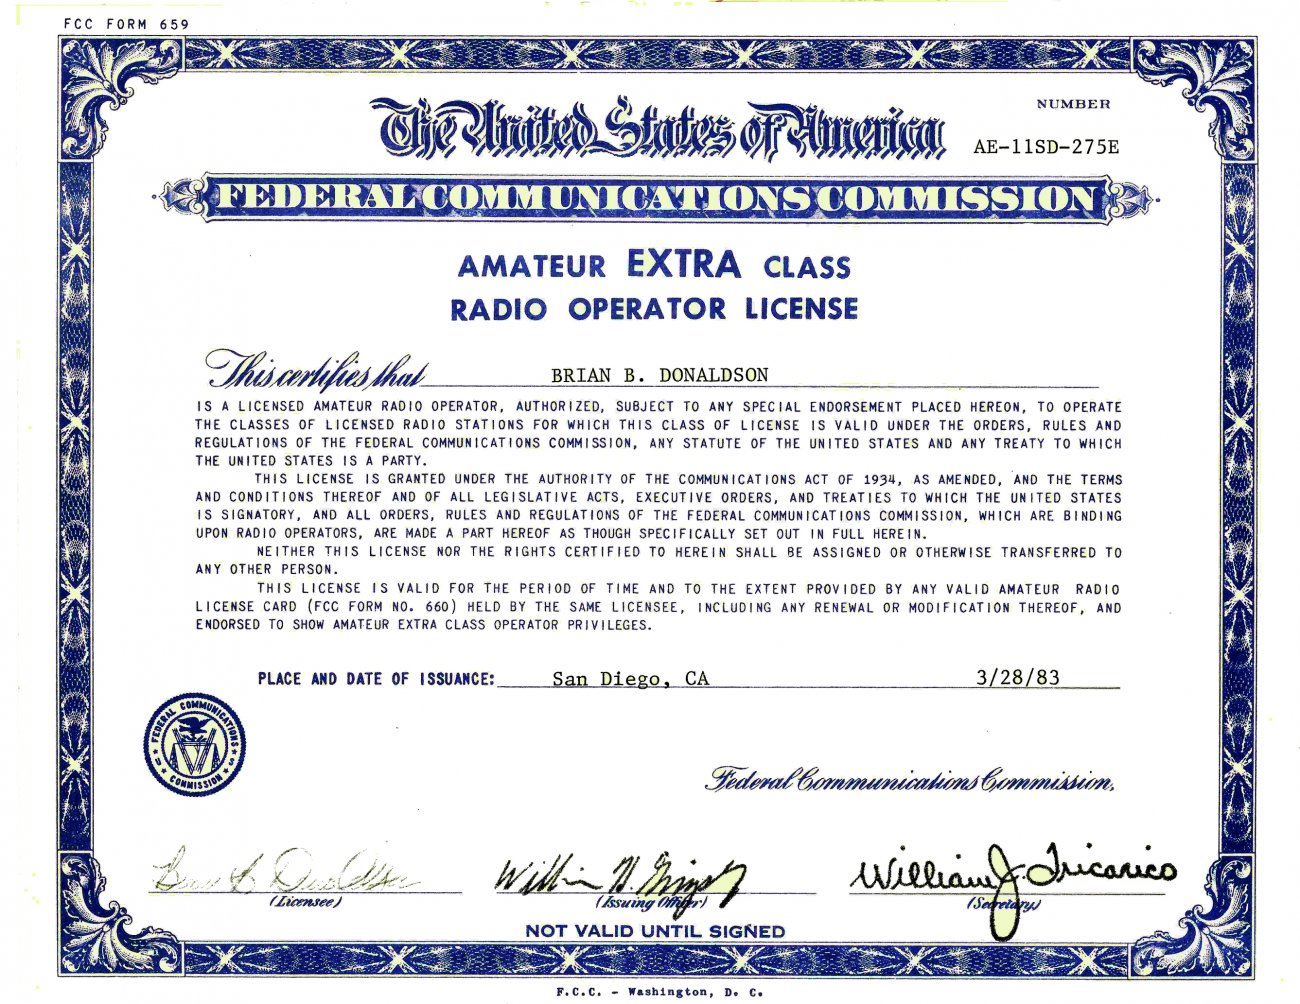 FCC FORM 659
NUMBER
The United States of America
AE-11SD-275E
FEDERAL COMMUNICATIONS COMMISSION
AMATEUR EXTRA CLASS
RADIO OPERATOR LICENSE
This certifies that BRIAN B. DONALDSON
IS A LICENSED AMATEUR RADIO OPERATOR, AUTHORIZED, SUBJECT TO ANY SPECIAL ENDORSEMENT PLACED HEREON, TO OPERATE
THE CLASSES OF LICENSED RADIO STATIONS FOR WHICH THIS CLASS OF LICENSE IS VALID UNDER THE ORDERS, RULES AND
REGULATIONS OF THE FEDERAL COMMUNICATIONS COMMISSION, ANY STATUTE OF THE UNITED STATES AND ANY TREATY TO WHICH
THE UNITED STATES IS A PARTY.
THIS LICENSE IS GRANTED UNDER THE AUTHORITY OF THE COMMUNICATIONS ACT OF 1934, AS AMENDED, AND THE TERMS
AND CONDITIONS THEREOF AND OF ALL LEGISLATIVE ACTS, EXECUTIVE ORDERS, AND TREATIES TO WHICH THE UNITED STATES
IS SIGNATORY, AND ALL ORDERS, RULES AND REGULATIONS OF THE FEDERAL COMMUNICATIONS COMMISSION, WHICH ARE BINDING
UPON RADIO OPERATORS, ARE MADE A PART HEREOF AS THOUGH SPECIFICALLY SET OUT IN FULL HEREIN.
NEITHER THIS LICENSE NOR THE RIGHTS CERTIFIED TO HEREIN SHALL BE ASSIGNED OR OTHERWISE TRANSFERRED TO
ANY OTHER PERSON.
THIS LICENSE IS VALID FOR THE PERIOD OF TIME AND TO THE EXTENT PROVIDED BY ANY VALID AMATEUR RADIO
LICENSE CARD (FCC FORM NO. 660) HELD BY THE SAME LICENSEE, INCLUDING ANY RENEWAL OR MODIFICATION THEREOF, AND
ENDORSED TO SHOW AMATEUR EXTRA CLASS OPERATOR PRIVILEGES.
PLACE AND DATE OF ISSUANCE: San Diego, CA 3/28/83
FEDERAL COMMUNICATIONS COMMISSION U S
Federal Communications Commission.
William H. William J. Tricarico
(Licensee) (Issuing Officer) (Secretary)
NOT VALID UNTIL SIGNED
F.C.C. - Washington, D. C.